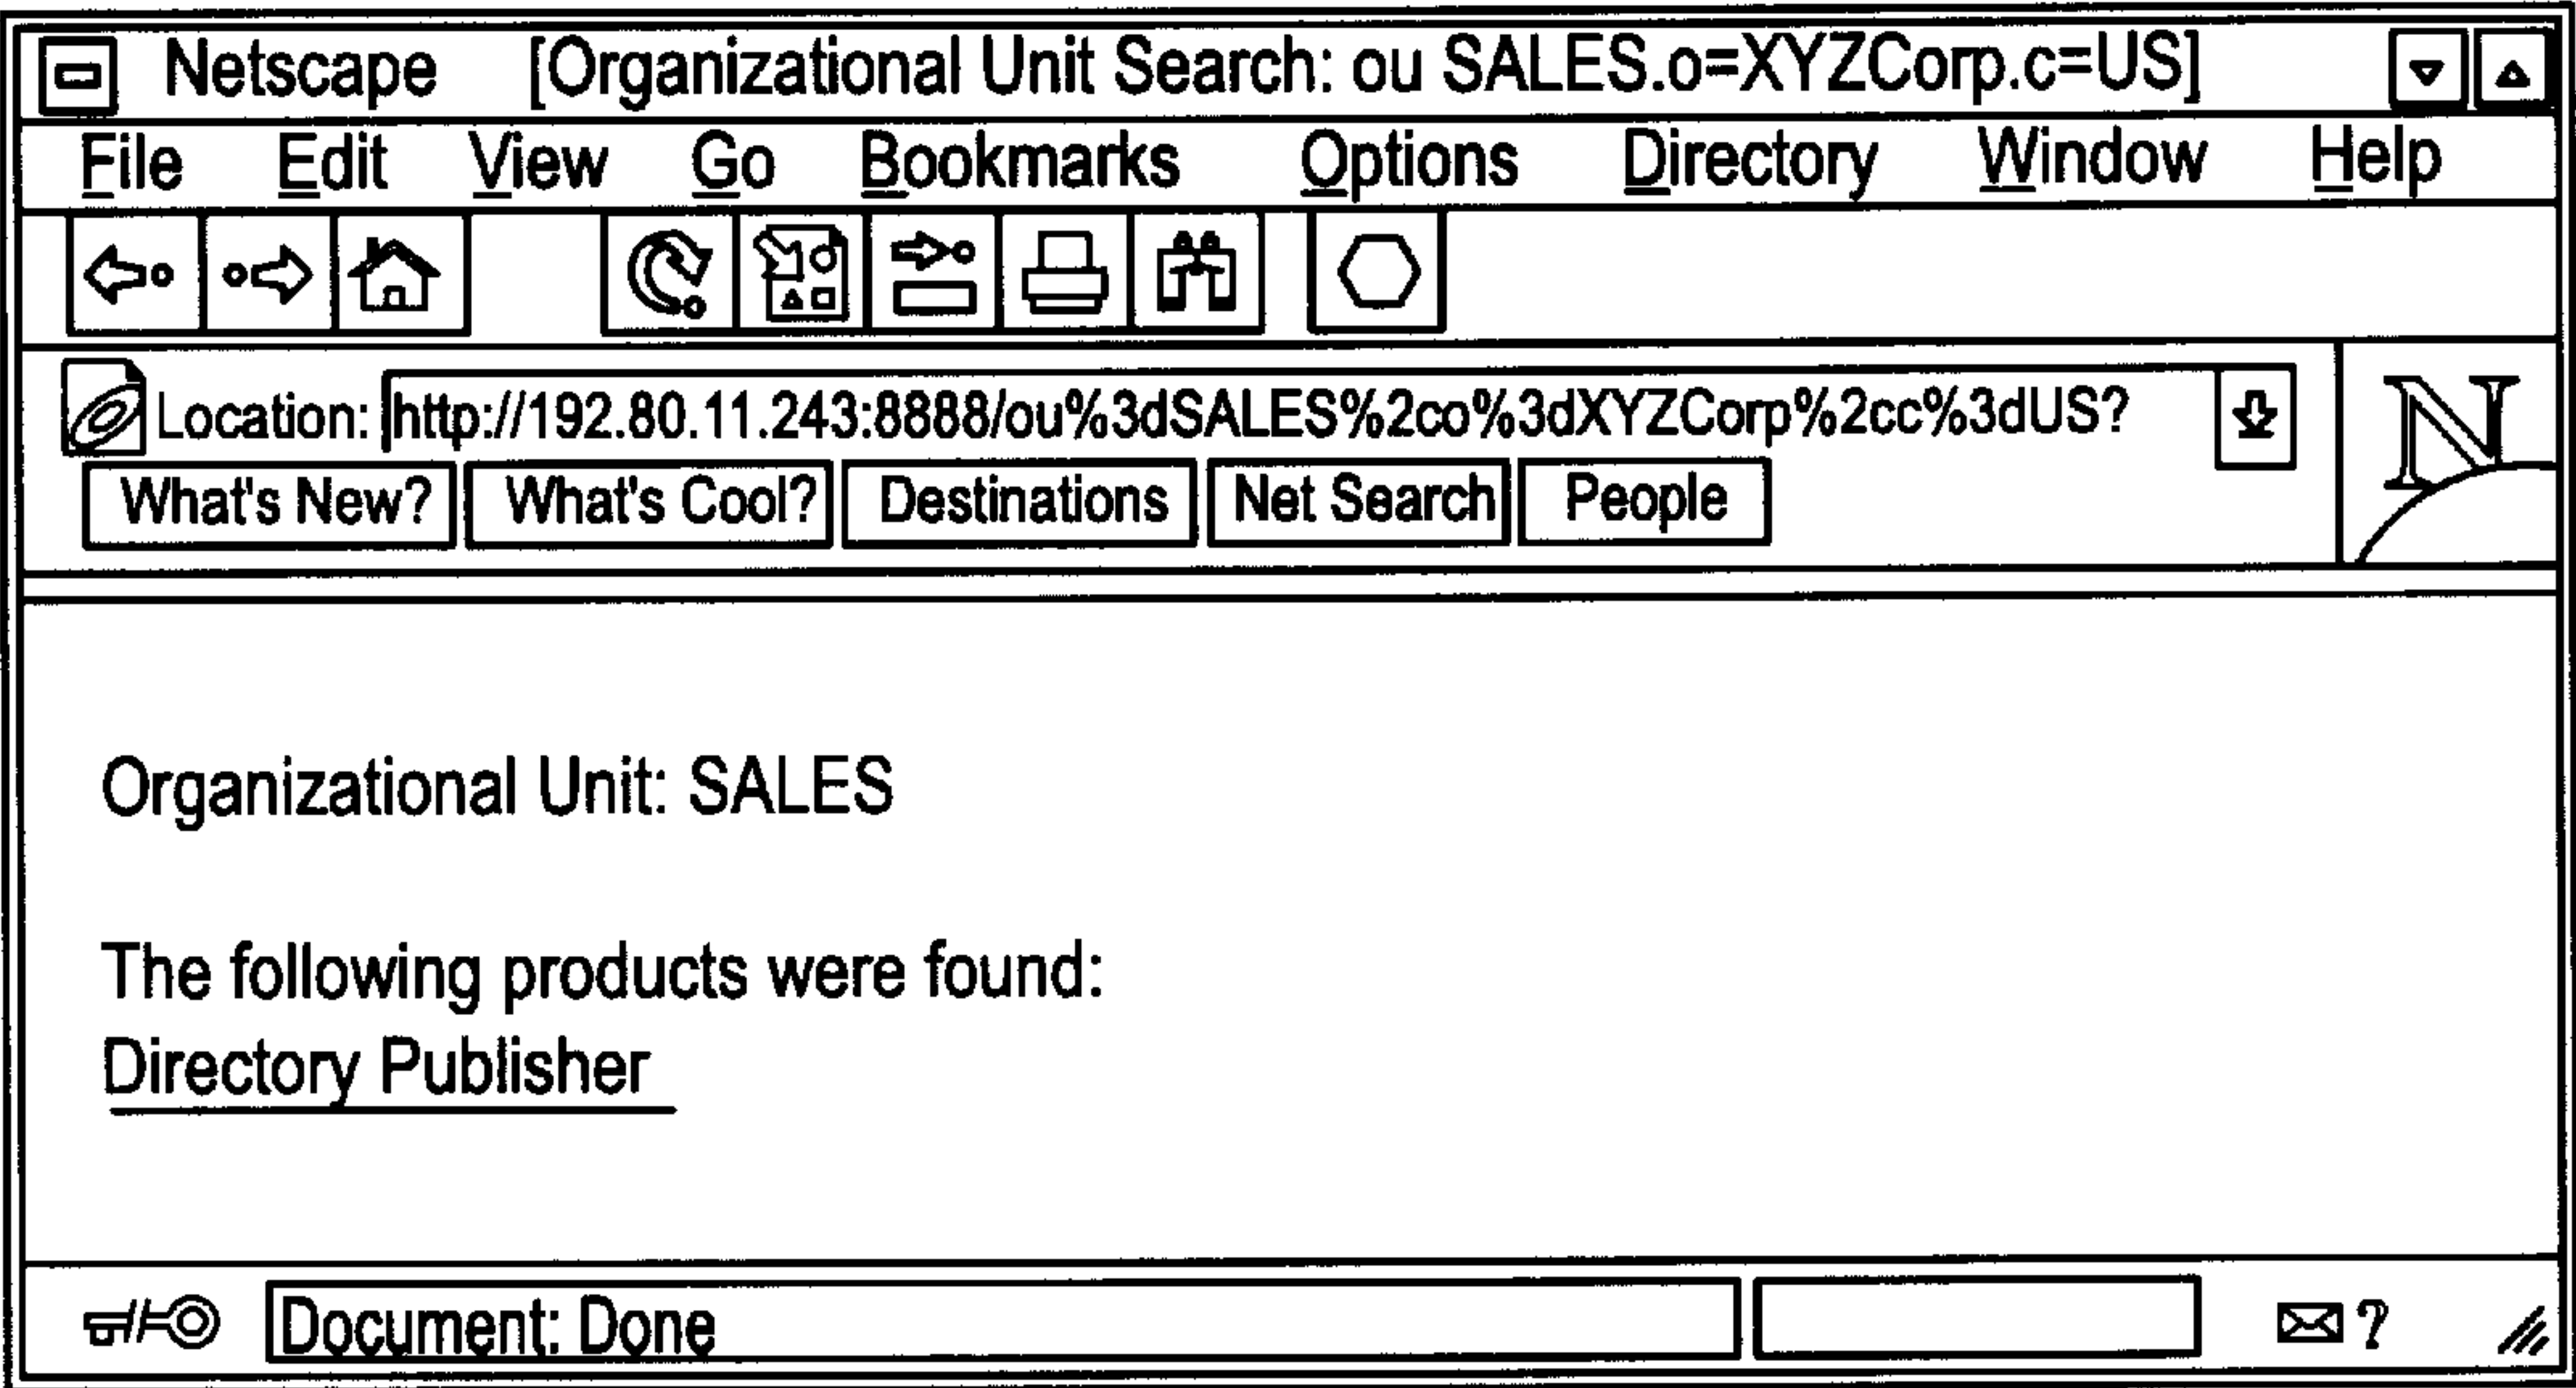 Netscape [Organizational Unit Search: ou SALES.o=XYZCorp.c=US]
File Edit View Go Bookmarks Options Directory Window Help
Location: http://192.80.11.243:8888/ou%3dSALES%2co%3dXYZCorp%2cc%3dUS?
N
What's New? What's Cool? Destinations Net Search People
Organizational Unit: SALES
The following products were found:
Directory Publisher
Document: Done ?